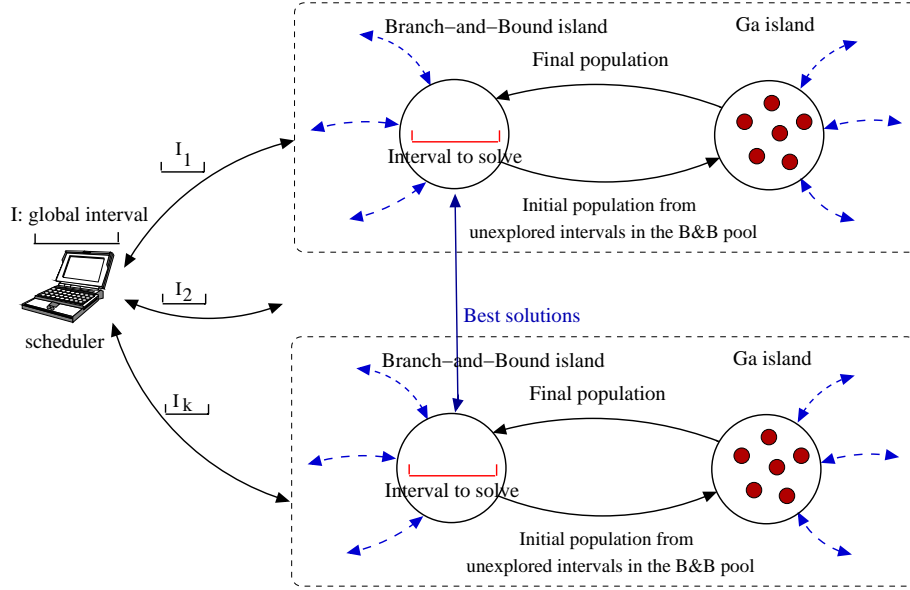 Branch−and−Bound island
Ga island
Final population
I1
Interval to solve
Initial population from
unexplored intervals in the B&B pool
I: global interval
I2
scheduler
Best solutions
Branch−and−Bound island
Ga island
Final population
Ik
Interval to solve
Initial population from
unexplored intervals in the B&B pool